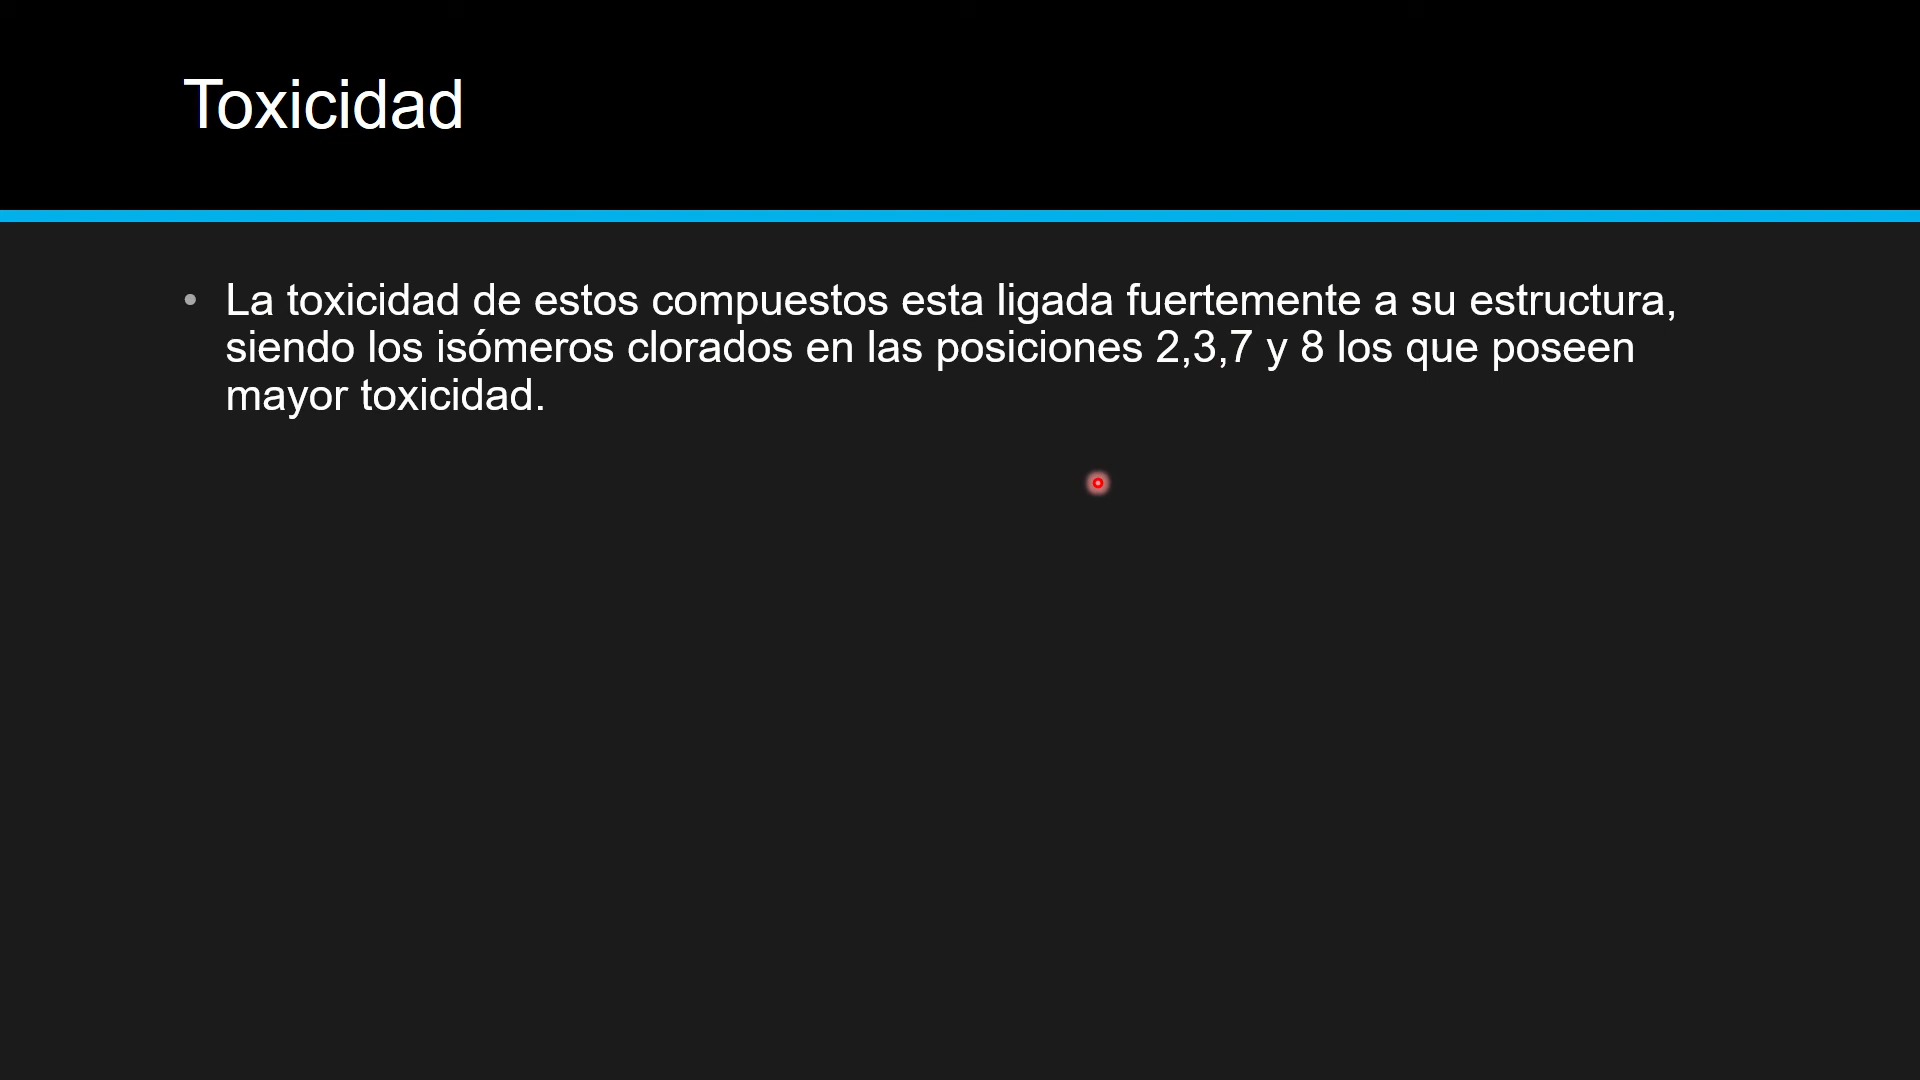 Toxicidad
• La toxicidad de estos compuestos esta ligada fuertemente a su estructura,
siendo los isómeros clorados en las posiciones 2,3,7 y 8 los que poseen
mayor toxicidad.